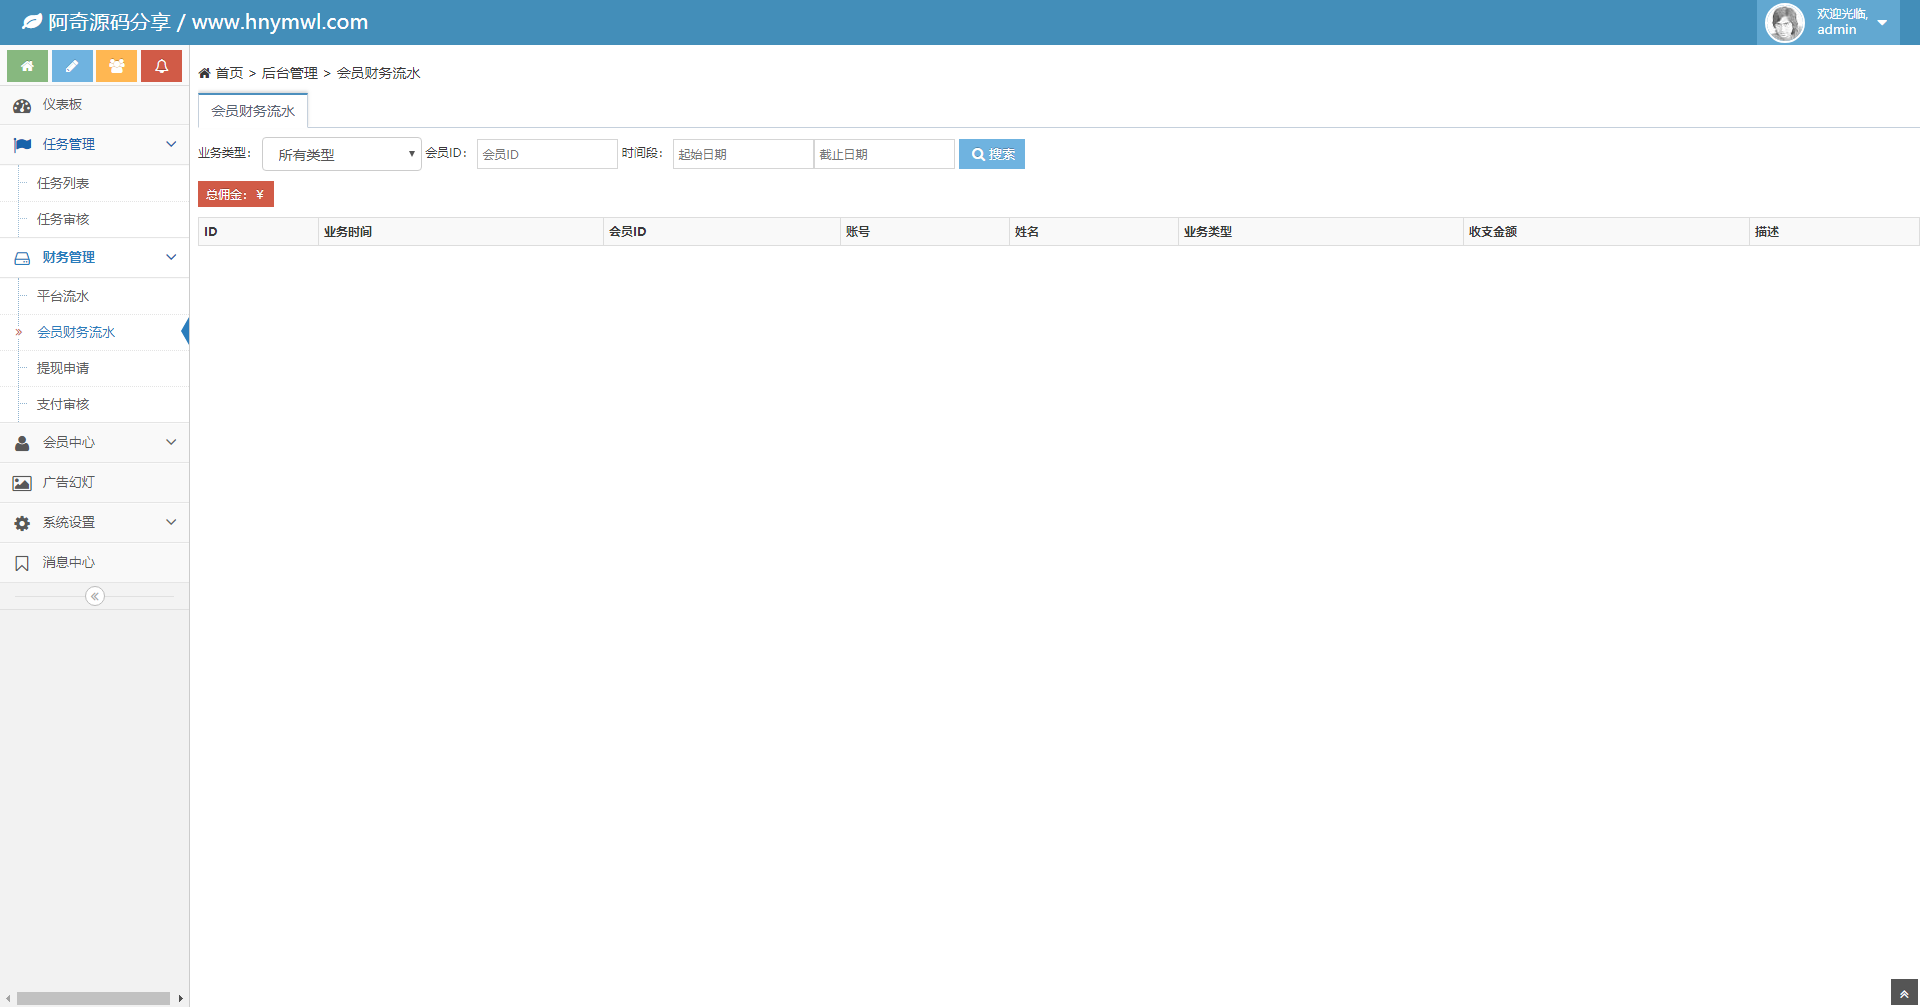 阿奇源码分享 / www.hnymwl.com
欢迎光临,
admin
仪表板
任务管理
任务列表
任务审核
财务管理
平台流水
会员财务流水
提现申请
支付审核
会员中心
广告幻灯
系统设置
消息中心
首页 > 后台管理 > 会员财务流水
会员财务流水
业务类型: 所有类型 会员ID: 会员ID 时间段: 起始日期 截止日期 搜索
总佣金: ¥
ID 业务时间 会员ID 账号 姓名 业务类型 收支金额 描述